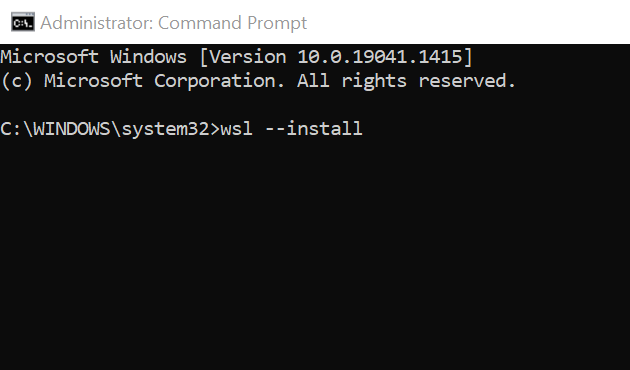 Administrator: Command Prompt
Microsoft Windows [Version 10.0.19041.1415]
(c) Microsoft Corporation. All rights reserved.
C:\WINDOWS\system32>wsl --install